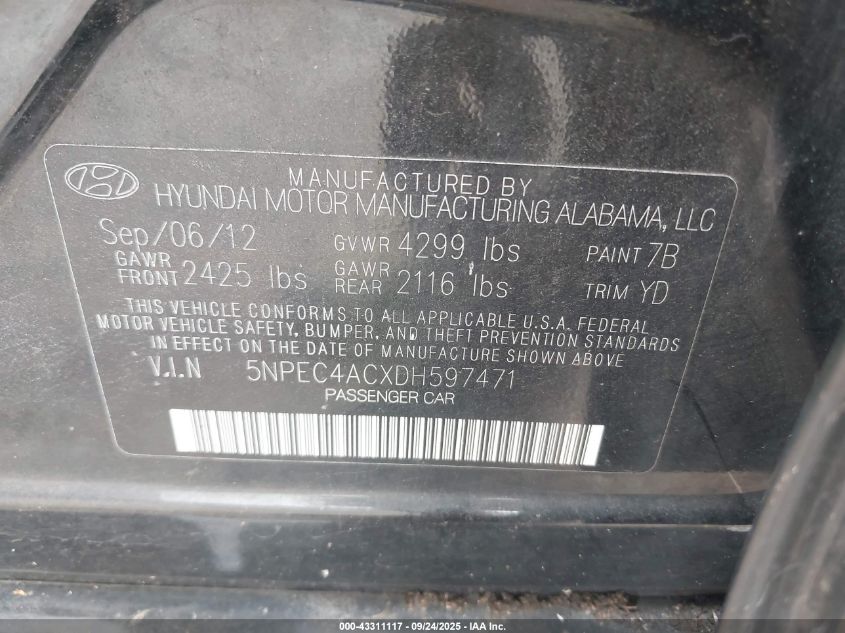 MANUFACTURED BY
HYUNDAI MOTOR MANUFACTURING ALABAMA, LLC
Sep/06/12 GVWR 4299 lbs PAINT 7B
GAWR FRONT 2425 lbs GAWR REAR 2116 lbs TRIM YD
THIS VEHICLE CONFORMS TO ALL APPLICABLE U.S.A. FEDERAL
MOTOR VEHICLE SAFETY, BUMPER, AND THEFT PREVENTION STANDARDS
IN EFFECT ON THE DATE OF MANUFACTURE SHOWN ABOVE
V.I.N 5NPEC4ACXDH597471
PASSENGER CAR
000-43311117 - 09/24/2025 - IAA Inc.